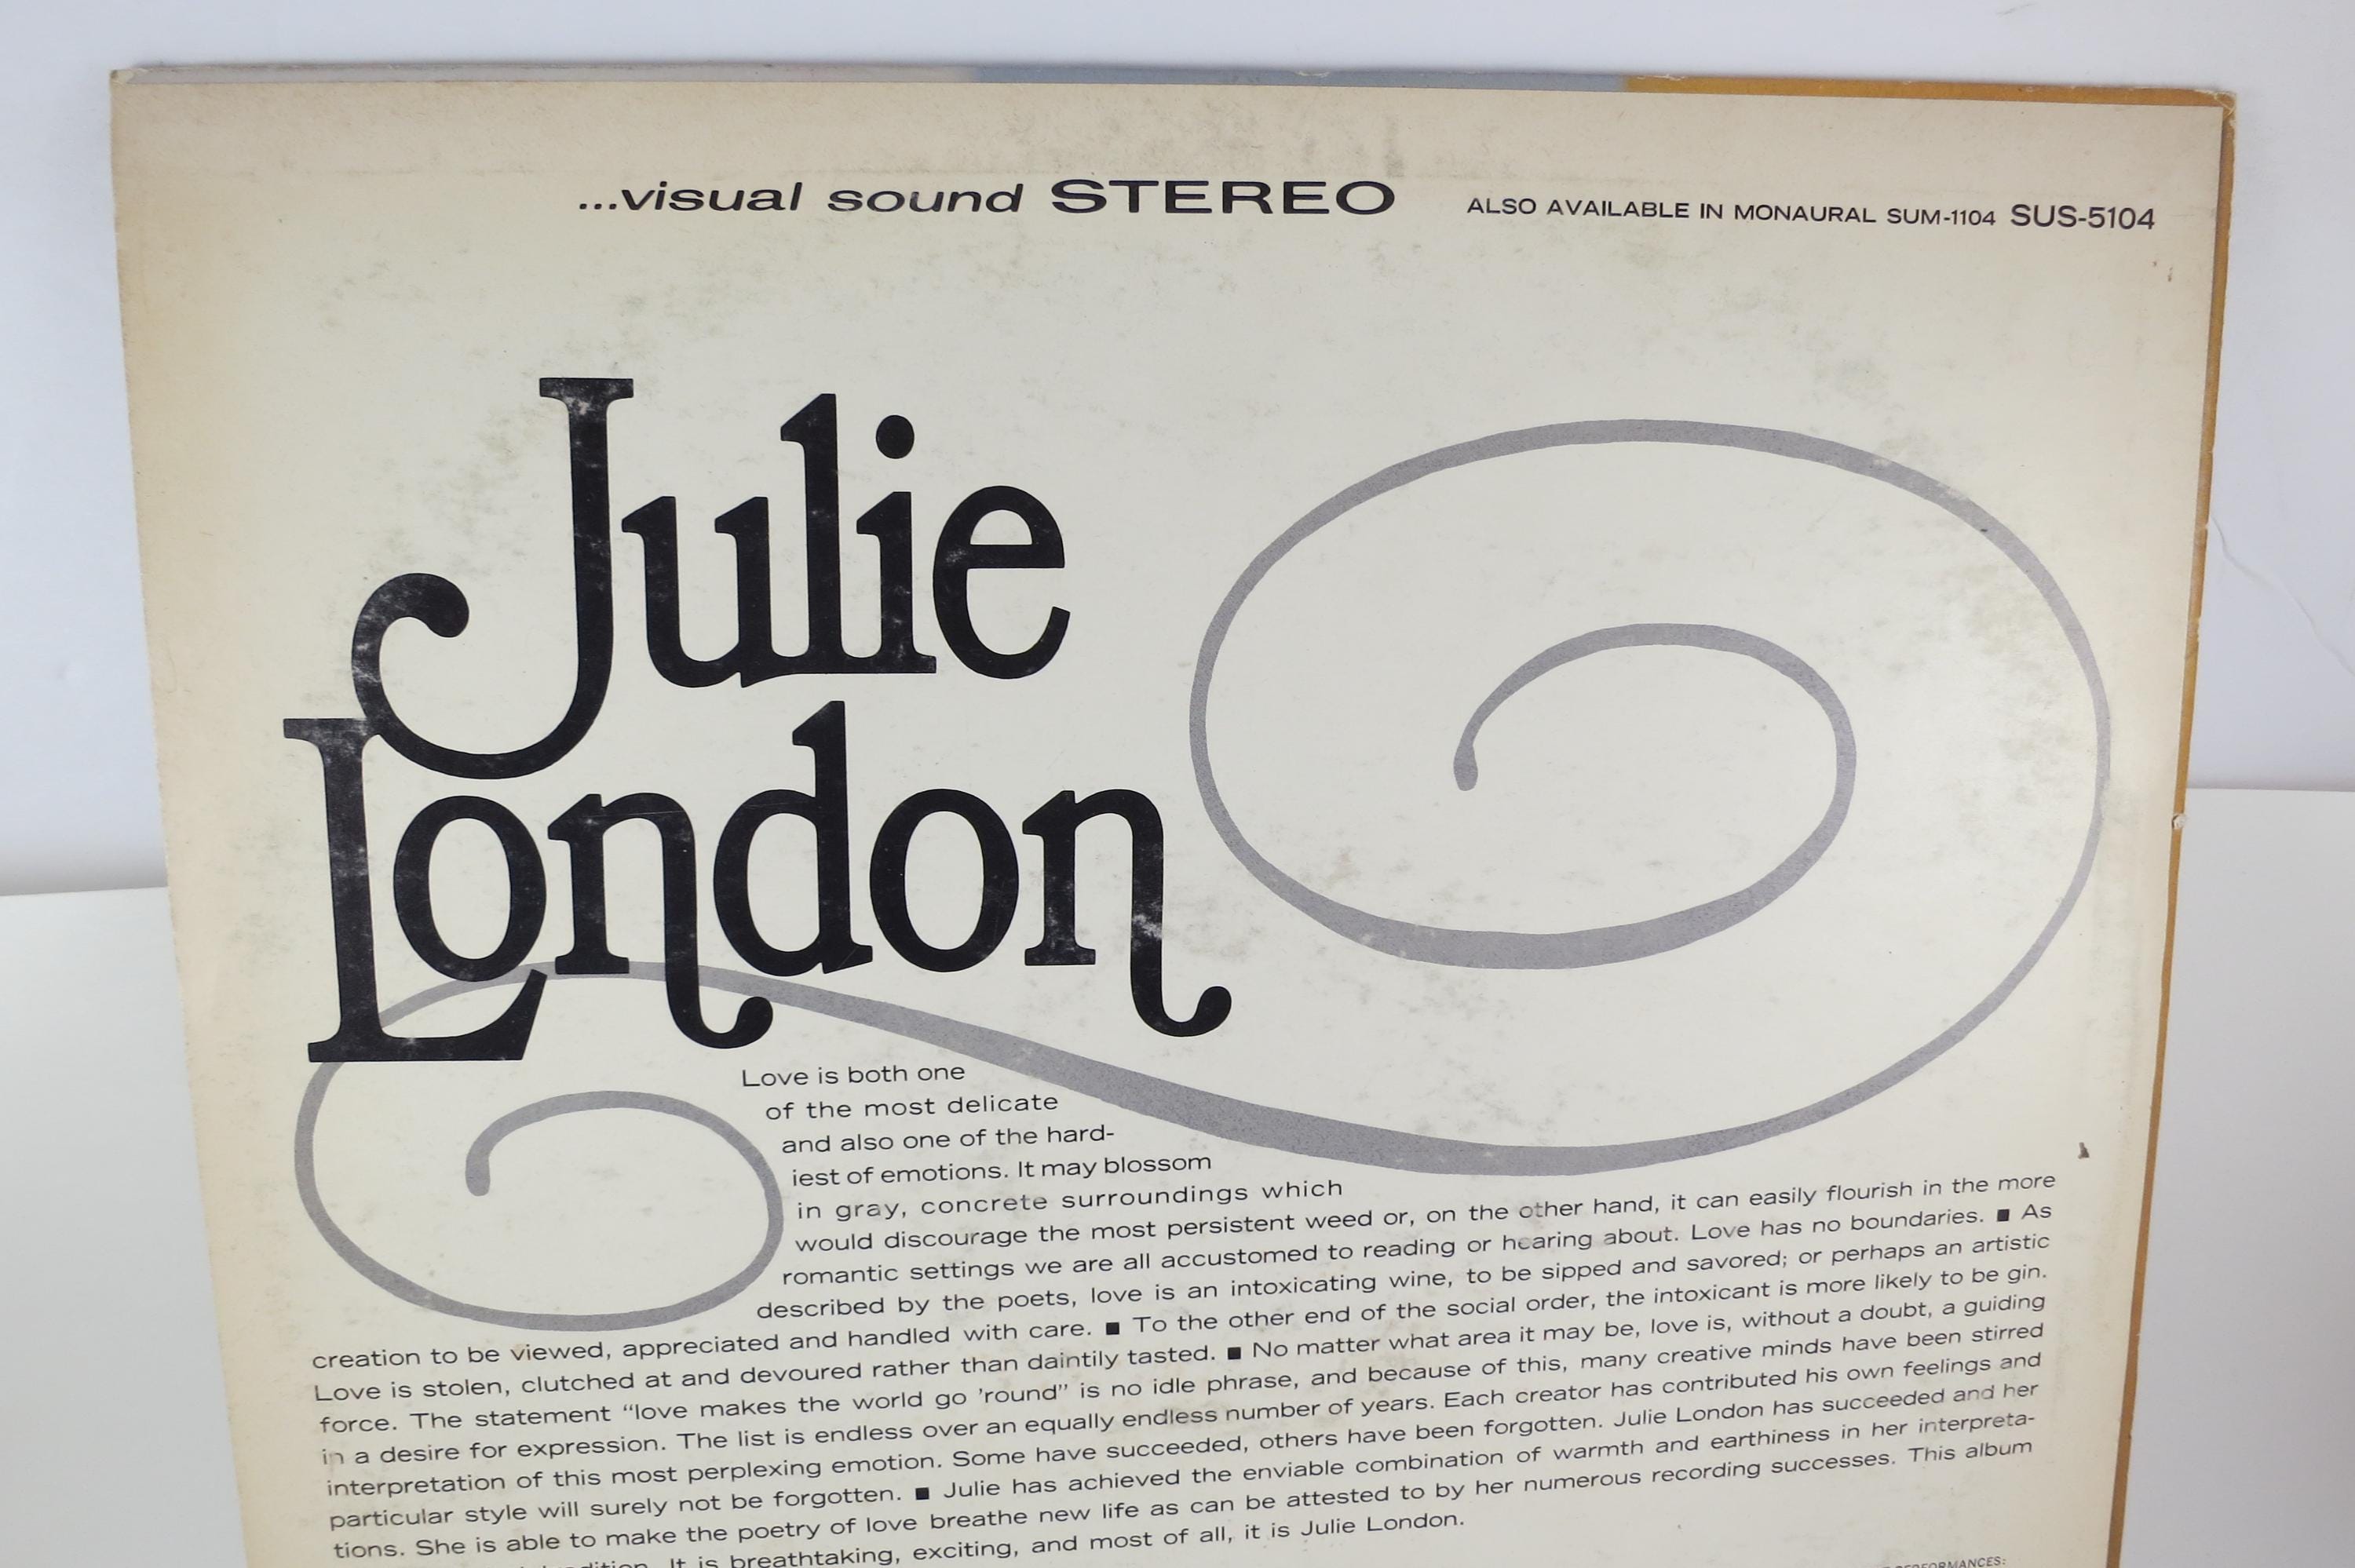 ...visual sound STEREO ALSO AVAILABLE IN MONAURAL SUM-1104 SUS-5104
Julie
London
Love is both one
of the most delicate
and also one of the hard-
iest of emotions. It may blossom
in gray, concrete surroundings which
would discourage the most persistent weed or, on the other hand, it can easily flourish in the more
romantic settings we are all accustomed to reading or hearing about. Love has no boundaries. ■ As
described by the poets, love is an intoxicating wine, to be sipped and savored; or perhaps an artistic
creation to be viewed, appreciated and handled with care. ■ To the other end of the social order, the intoxicant is more likely to be gin.
Love is stolen, clutched at and devoured rather than daintily tasted. ■ No matter what area it may be, love is, without a doubt, a guiding
force. The statement “love makes the world go 'round” is no idle phrase, and because of this, many creative minds have been stirred
in a desire for expression. The list is endless over an equally endless number of years. Each creator has contributed his own feelings and
interpretation of this most perplexing emotion. Some have succeeded, others have been forgotten. Julie London has succeeded and her
particular style will surely not be forgotten. ■ Julie has achieved the enviable combination of warmth and earthiness in her interpreta-
tions. She is able to make the poetry of love breathe new life as can be attested to by her numerous recording successes. This album
It is breathtaking, exciting, and most of all, it is Julie London.
PERFORMANCES: